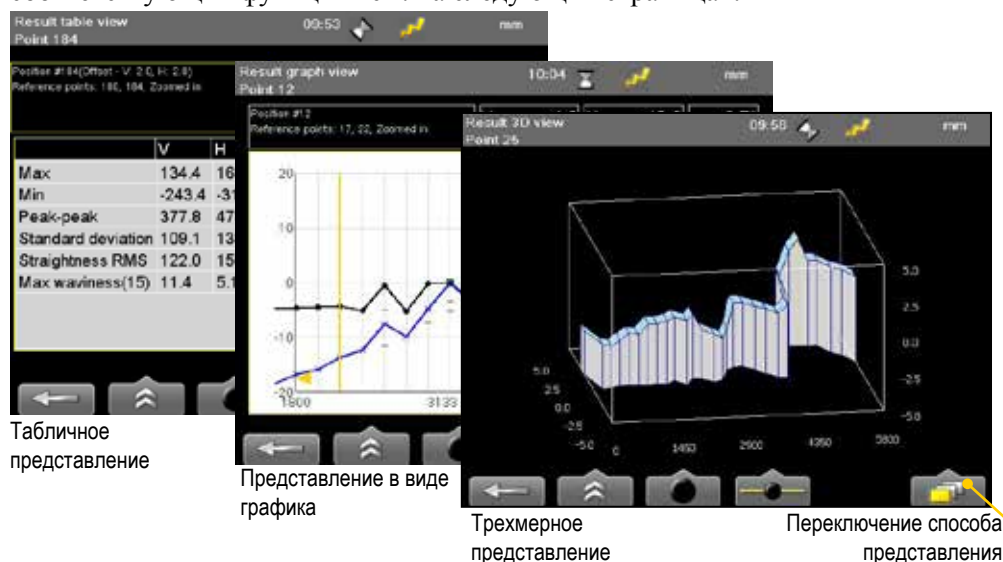 Result table view 09:53 mm
Point 184
Position #184(Offset - V: 2.0, H: 2.0)
Reference points: 180, 184, Zoomed in
V H
Max 134.4 16
Min -243.4 -31
Peak-peak 377.8 47
Standard deviation 109.1 13
Straightness RMS 122.0 15
Max waviness(15) 11.4 5.1
Табличное
представление
Result graph view 10:04 mm
Point 12
Position #12
Reference points: 17, 22, Zoomed in
20
10
0
-10
-20
1800 3133
Представление в виде
графика
Result 3D view 09:58 mm
Point 25
5.0
2.5
0.0
-2.5
-5.0
5.0
2.5
0.0
-2.5
-5.0
0 1450 2900 4350 5800
Трехмерное
представление
Переключение способа
представления